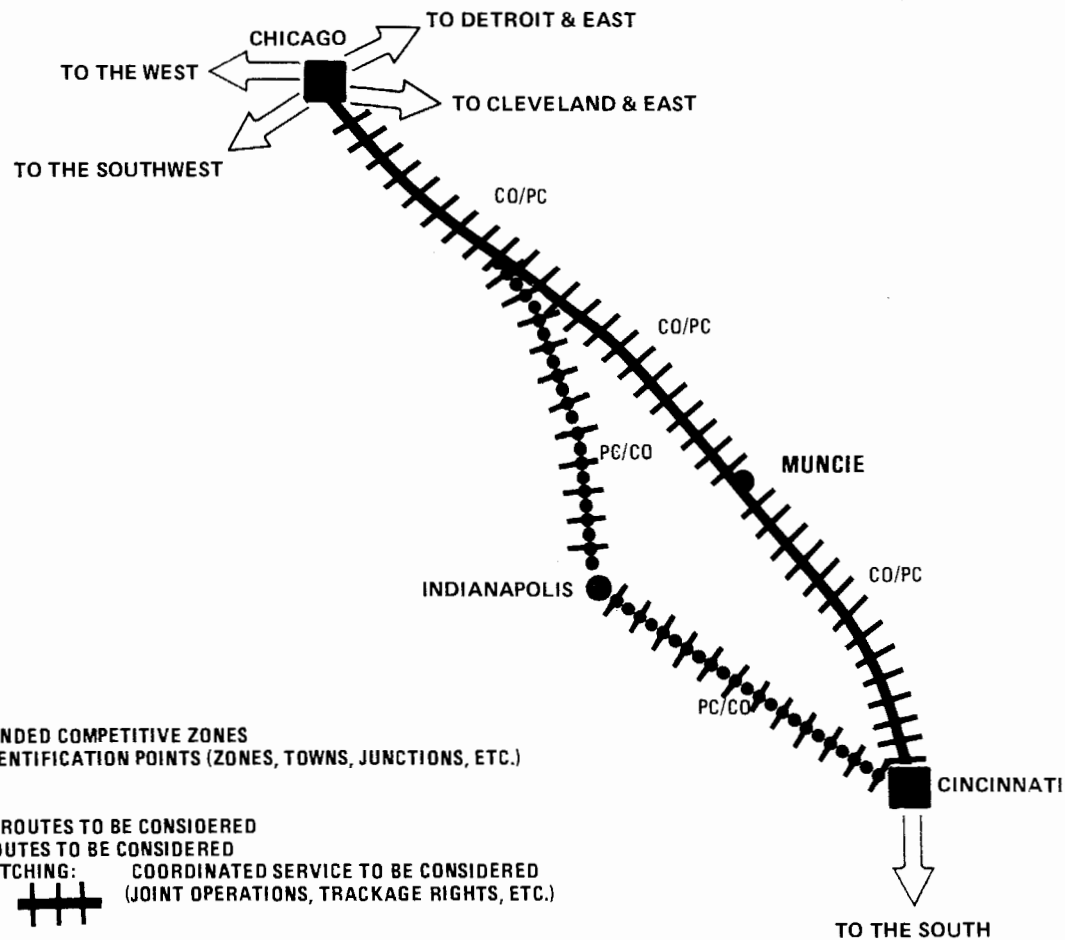 TO DETROIT & EAST
CHICAGO
TO THE WEST
TO CLEVELAND & EAST
TO THE SOUTHWEST
CO/PC
CO/PC
PC/CO
MUNCIE
CO/PC
INDIANAPOLIS
PC/CO
NDED COMPETITIVE ZONES
ENTIFICATION POINTS (ZONES, TOWNS, JUNCTIONS, ETC.)
CINCINNATI
ROUTES TO BE CONSIDERED
OUTES TO BE CONSIDERED
TCHING: COORDINATED SERVICE TO BE CONSIDERED
(JOINT OPERATIONS, TRACKAGE RIGHTS, ETC.)
TO THE SOUTH